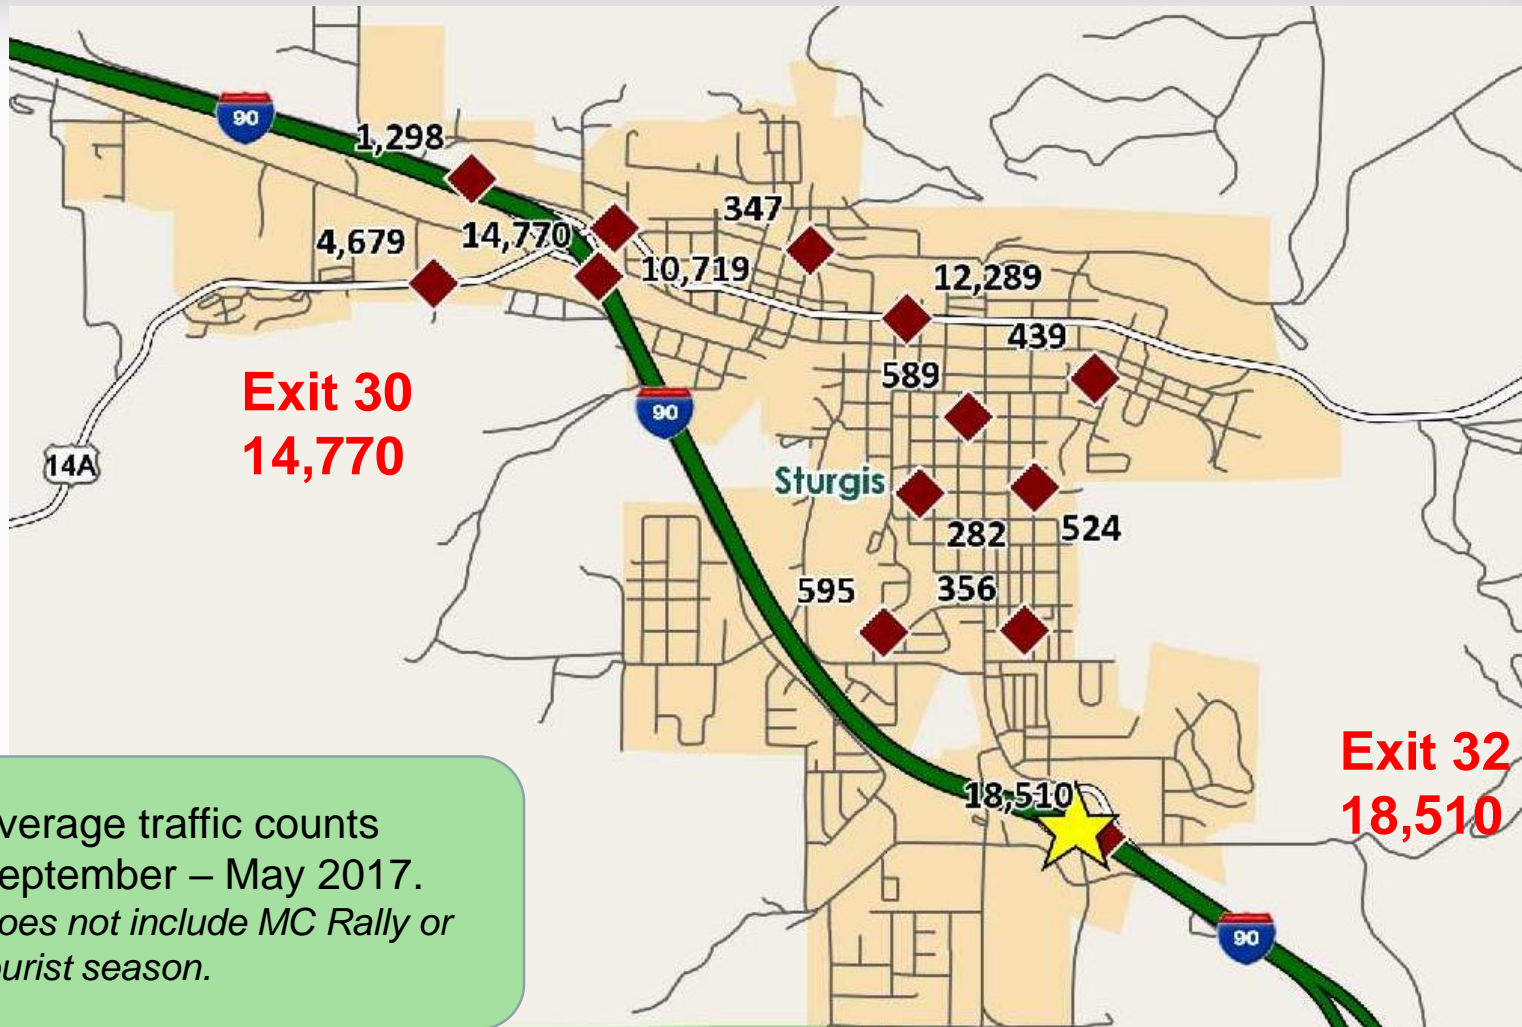 90
1,298
347
4,679
14,770
10,719
12,289
439
589
Exit 30
14,770
90
14A
Sturgis
282
524
595
356
Exit 32
18,510
18,510
verage traffic counts
eptember – May 2017.
oes not include MC Rally or
ourist season.
90